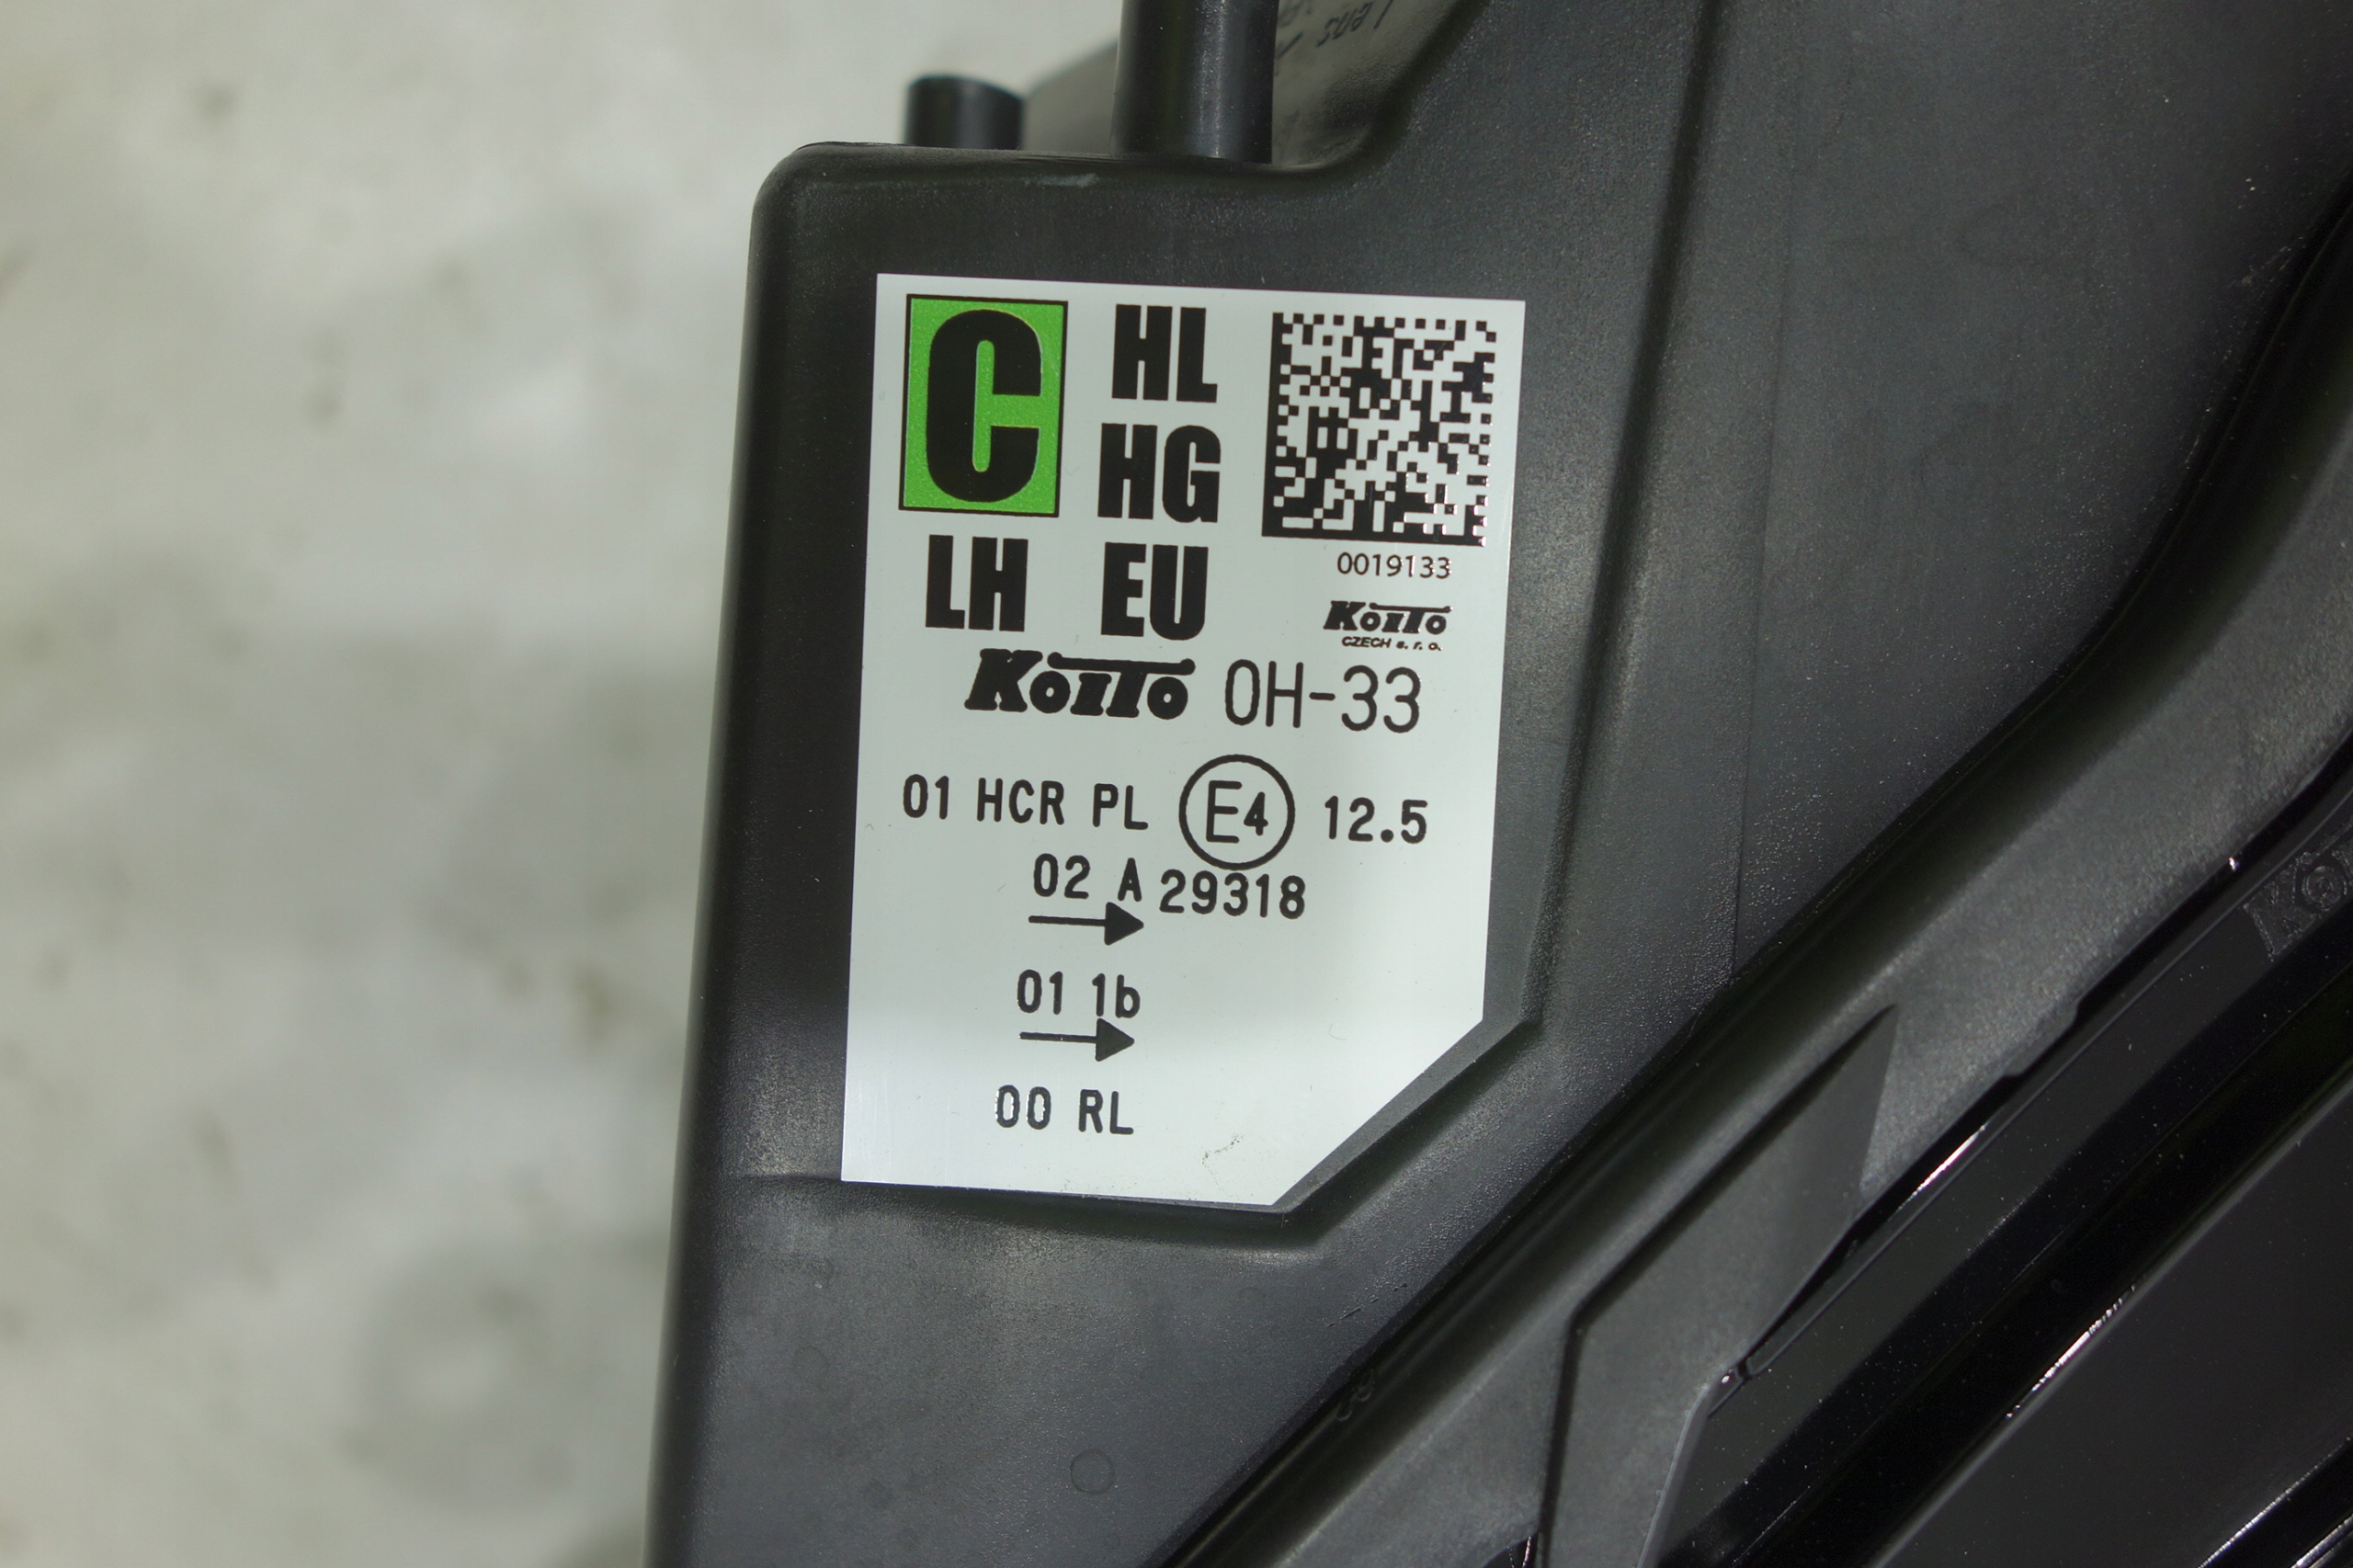 Lens
C HL
HG
LH EU
0019133
KOITO
CZECH s. r. o.
KOITO 0H-33
01 HCR PL E4 12.5
02 A 29318
01 1b
00 RL